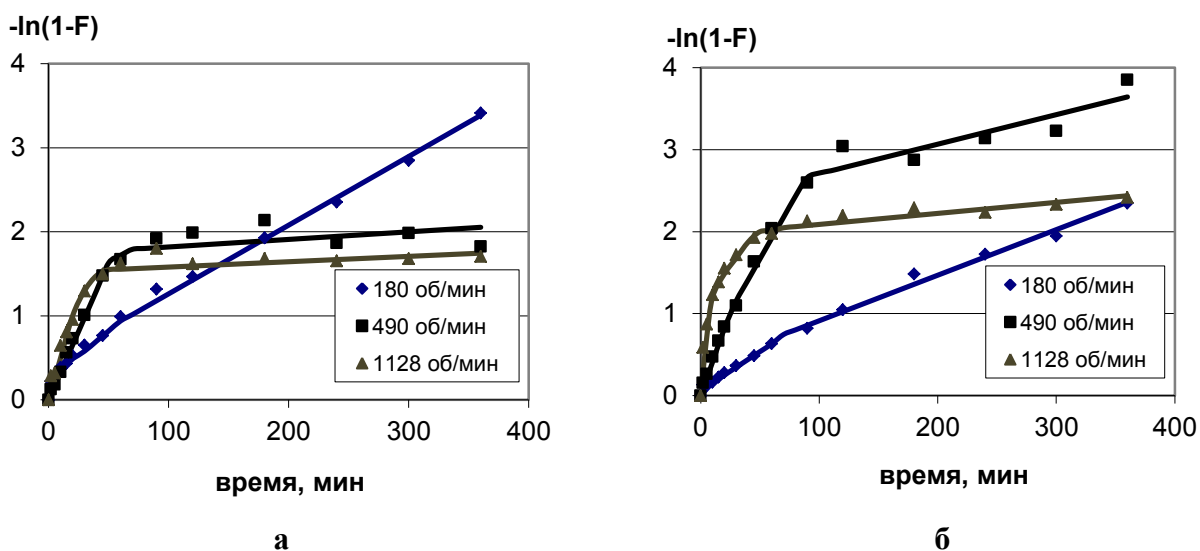 -ln(1-F)
4
3
2
1
0
0 100 200 300 400
180 об/мин
490 об/мин
1128 об/мин
время, мин
а
-ln(1-F)
4
3
2
1
0
0 100 200 300 400
180 об/мин
490 об/мин
1128 об/мин
время, мин
б